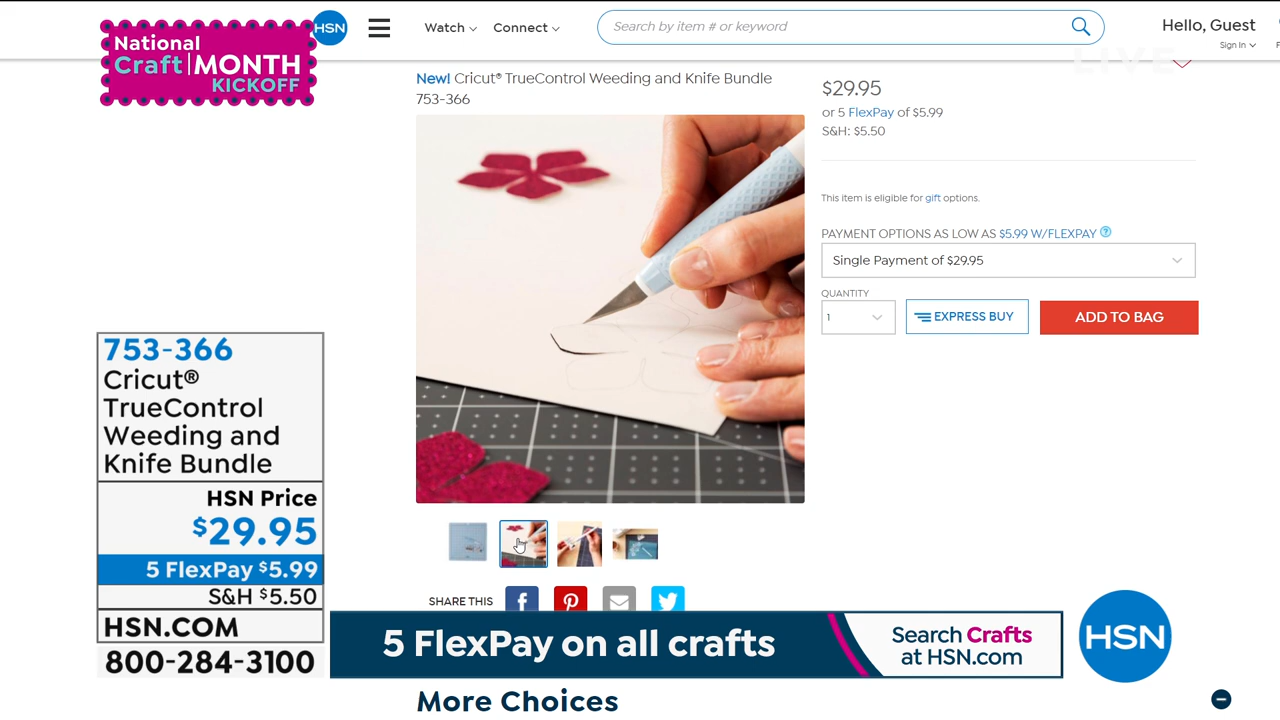 National
Craft | MONTH
KICKOFF
HSN
Watch
Connect
Search by item # or keyword
Hello, Guest
Sign In
LIVE
New! Cricut® TrueControl Weeding and Knife Bundle
753-366
$29.95
or 5 FlexPay of $5.99
S&H: $5.50
This item is eligible for gift options.
PAYMENT OPTIONS AS LOW AS $5.99 W/FLEXPAY ?
Single Payment of $29.95
QUANTITY
1
EXPRESS BUY
ADD TO BAG
753-366
Cricut®
TrueControl
Weeding and
Knife Bundle
HSN Price
$29.95
5 FlexPay $5.99
S&H $5.50
HSN.COM
800-284-3100
SHARE THIS
5 FlexPay on all crafts
Search Crafts
at HSN.com
HSN
More Choices